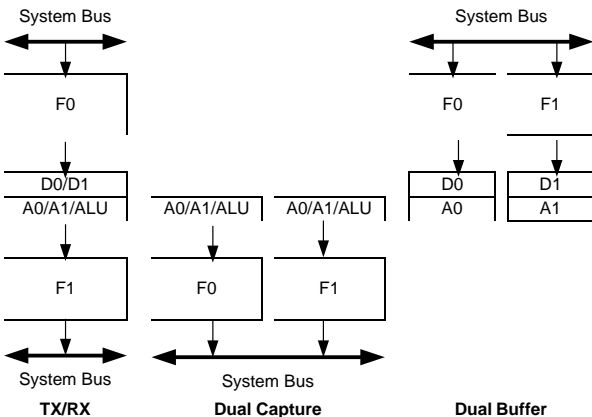 System Bus
System Bus
F0
F0
F1
D0/D1
D0
D1
A0/A1/ALU
A0/A1/ALU
A0/A1/ALU
A0
A1
F1
F0
F1
System Bus
System Bus
TX/RX
Dual Capture
Dual Buffer